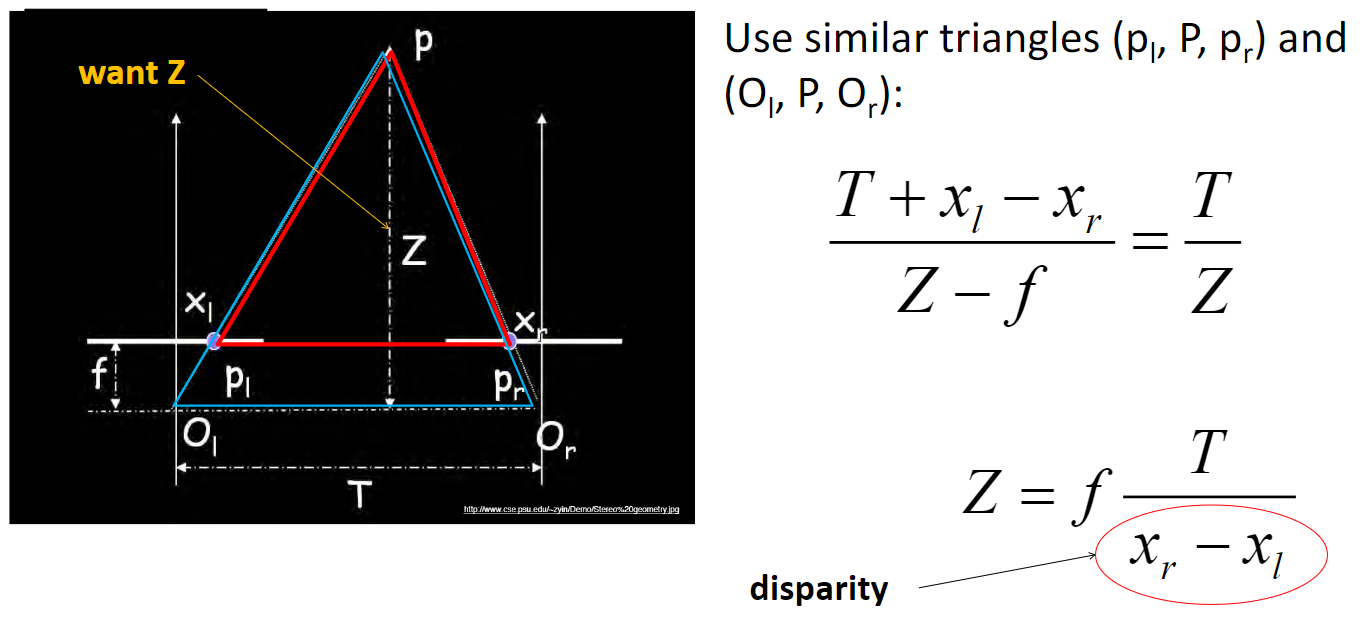 want Z
p
Z
x_l
x_r
f
p_l
p_r
O_l
O_r
T
http://www.cse.psu.edu/~zyin/Demo/Stereo%20geometry.jpg
Use similar triangles (p_l, P, p_r) and
(O_l, P, O_r):
\frac{T + x_l - x_r}{Z - f} = \frac{T}{Z}
Z = f \frac{T}{x_r - x_l}
disparity